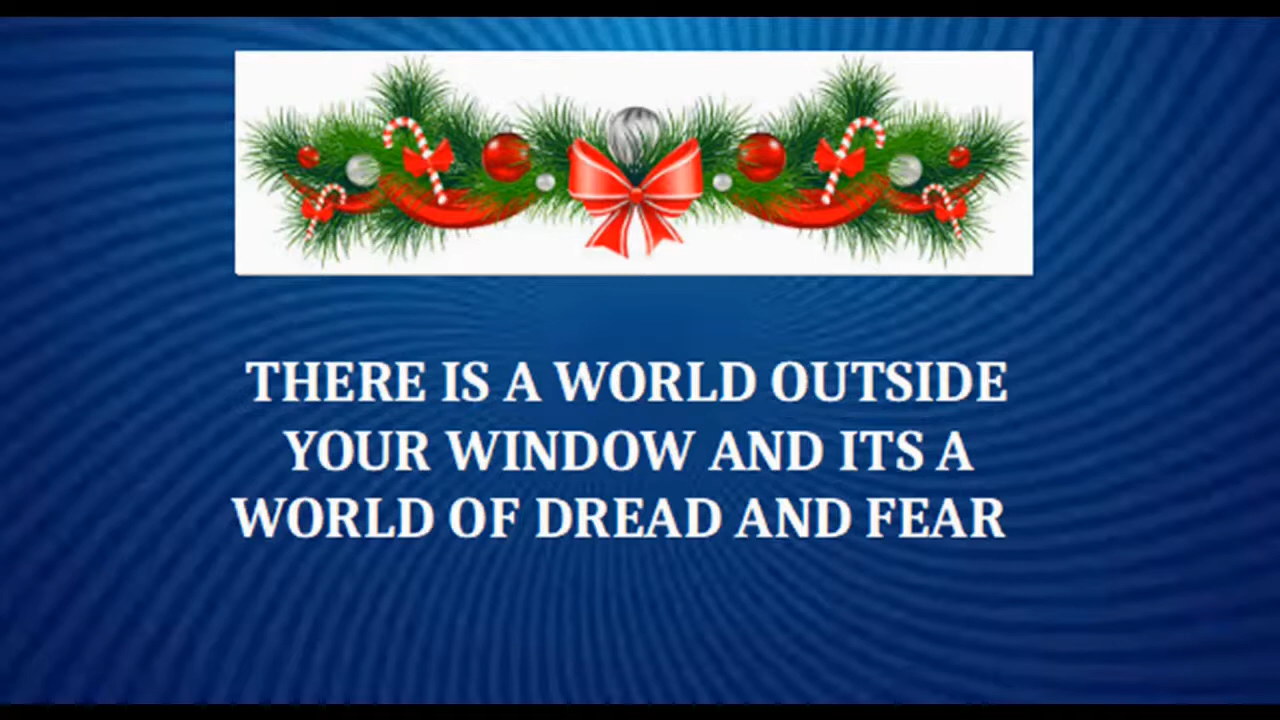 THERE IS A WORLD OUTSIDE
YOUR WINDOW AND ITS A
WORLD OF DREAD AND FEAR